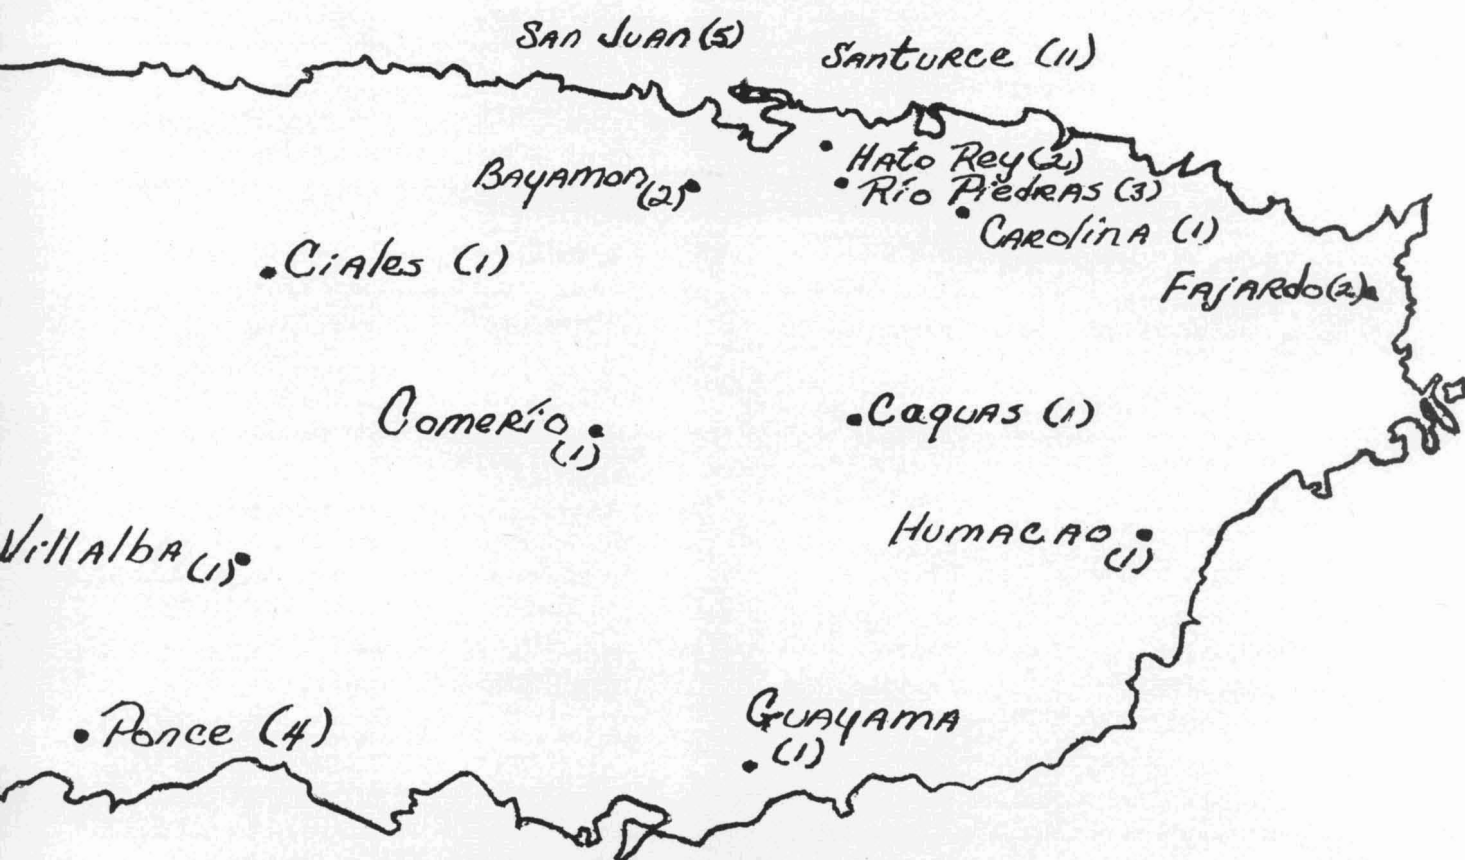 San Juan (5)
Santurce (11)
Hato Rey (2)
Bayamon (2)
Río Piedras (3)
Carolina (1)
Ciales (1)
Fajardo (2)
Comerío (1)
Caguas (1)
Humacao (1)
Villalba (1)
Guayama (1)
Ponce (4)